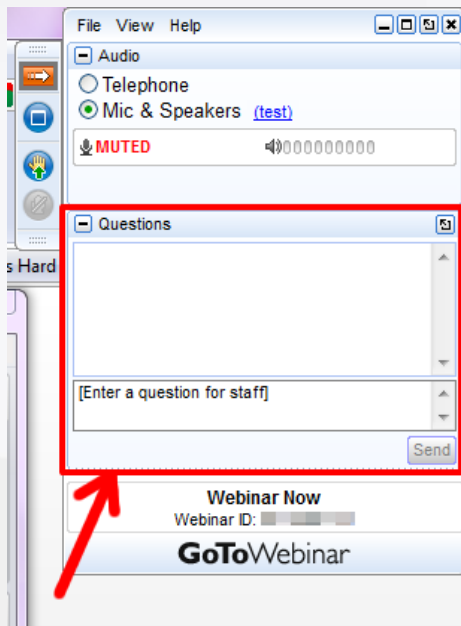 File View Help
Audio
Telephone
Mic & Speakers (test)
MUTED
Questions
s Hard
[Enter a question for staff]
Send
Webinar Now
Webinar ID:
GoToWebinar